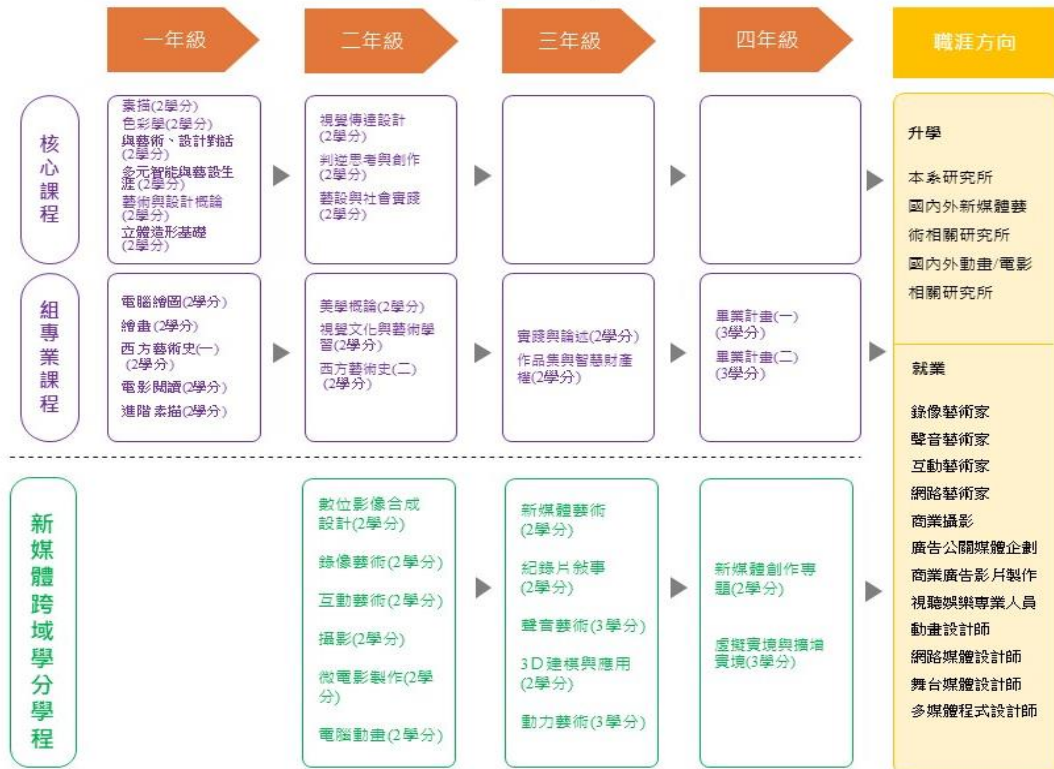 一年級
二年級
三年級
四年級
職涯方向
核心課程
素描(2學分)
色彩學(2學分)
與藝術、設計對話
(2學分)
多元智能與藝設生
涯(2學分)
藝術與設計概論
(2學分)
立體造形基礎
(2學分)
視覺傳達設計
(2學分)
判逆思考與創作
(2學分)
藝設與社會實踐
(2學分)
組專業課程
電腦繪圖(2學分)
繪畫(2學分)
西方藝術史(一)
(2學分)
電影閱讀(2學分)
進階素描(2學分)
美學概論(2學分)
視覺文化與藝術學
習(2學分)
西方藝術史(二)
(2學分)
實踐與論述(2學分)
作品集與智慧財產
權(2學分)
畢業計畫(一)
(3學分)
畢業計畫(二)
(3學分)
新媒體跨域學分學程
數位影像合成
設計(2學分)
錄像藝術(2學分)
互動藝術(2學分)
攝影(2學分)
微電影製作(2學
分)
電腦動畫(2學分)
新媒體藝術
(2學分)
紀錄片敘事
(2學分)
聲音藝術(3學分)
3D建模與應用
(2學分)
動力藝術(3學分)
新媒體創作專
題(2學分)
虛擬實境與擴增
實境(3學分)
升學
本系研究所
國內外新媒體藝
術相關研究所
國內外動畫/電影
相關研究所
就業
錄像藝術家
聲音藝術家
互動藝術家
網路藝術家
商業攝影
廣告公關媒體企劃
商業廣告影片製作
視聽娛樂專業人員
動畫設計師
網路媒體設計師
舞台媒體設計師
多媒體程式設計師